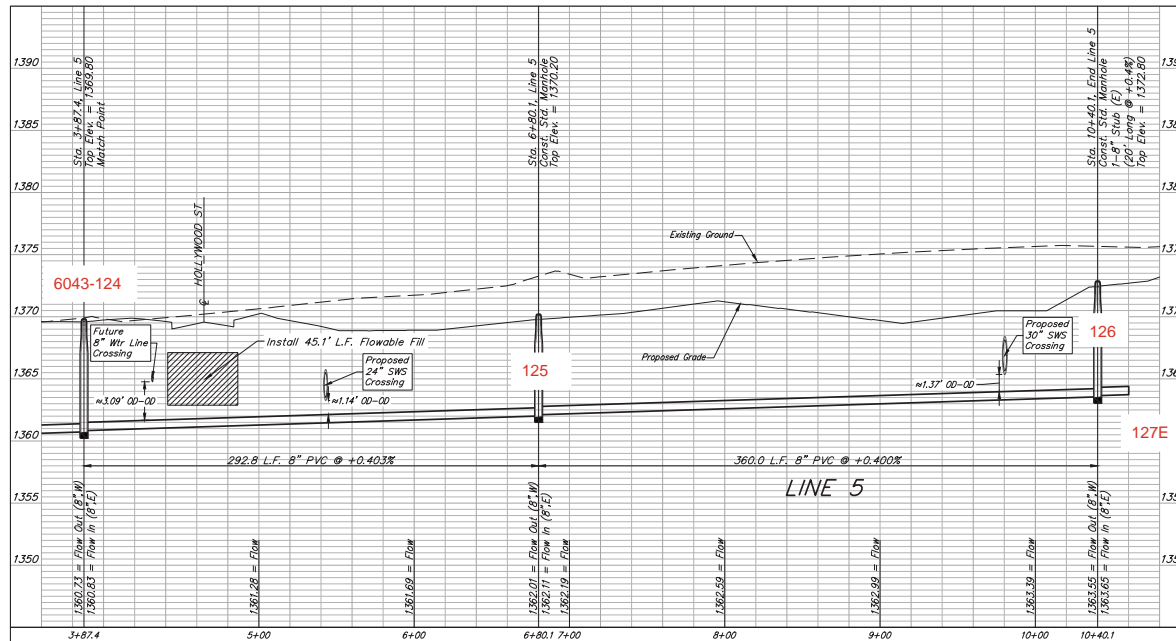 Sta. 3+87.4, Line 5
Top Elev. = 1369.80
Match Point
Sta. 6+80.1, Line 5
Const. Std. Manhole
Top Elev. = 1370.20
Sta. 10+40.1, End Line 5
Const. Std. Manhole
1-8" Stub (E)
(20' Long @ +0.4%)
Top Elev. = 1372.80
1390
1385
1380
1375
1370
1365
1360
1355
1350
139
138
138
137
137
136
13
135
135
6043-124
℄ HOLLYWOOD ST
Existing Ground
Future
8" Wtr Line
Crossing
Install 45.1' L.F. Flowable Fill
Proposed
24" SWS
Crossing
Proposed Grade
Proposed
30" SWS
Crossing
126
125
≈3.09' OD-OD
≈1.14' OD-OD
≈1.37' OD-OD
127E
292.8 L.F. 8" PVC @ +0.403%
360.0 L.F. 8" PVC @ +0.400%
LINE 5
1360.73 = Flow Out (8",W)
1360.83 = Flow In (8",E)
1361.28 = Flow
1361.69 = Flow
1362.01 = Flow Out (8",W)
1362.11 = Flow In (8",E)
1362.19 = Flow
1362.59 = Flow
1362.99 = Flow
1363.39 = Flow
1363.55 = Flow Out (8",W)
1363.65 = Flow In (8",E)
3+87.4
5+00
6+00
6+80.1
7+00
8+00
9+00
10+00
10+40.1